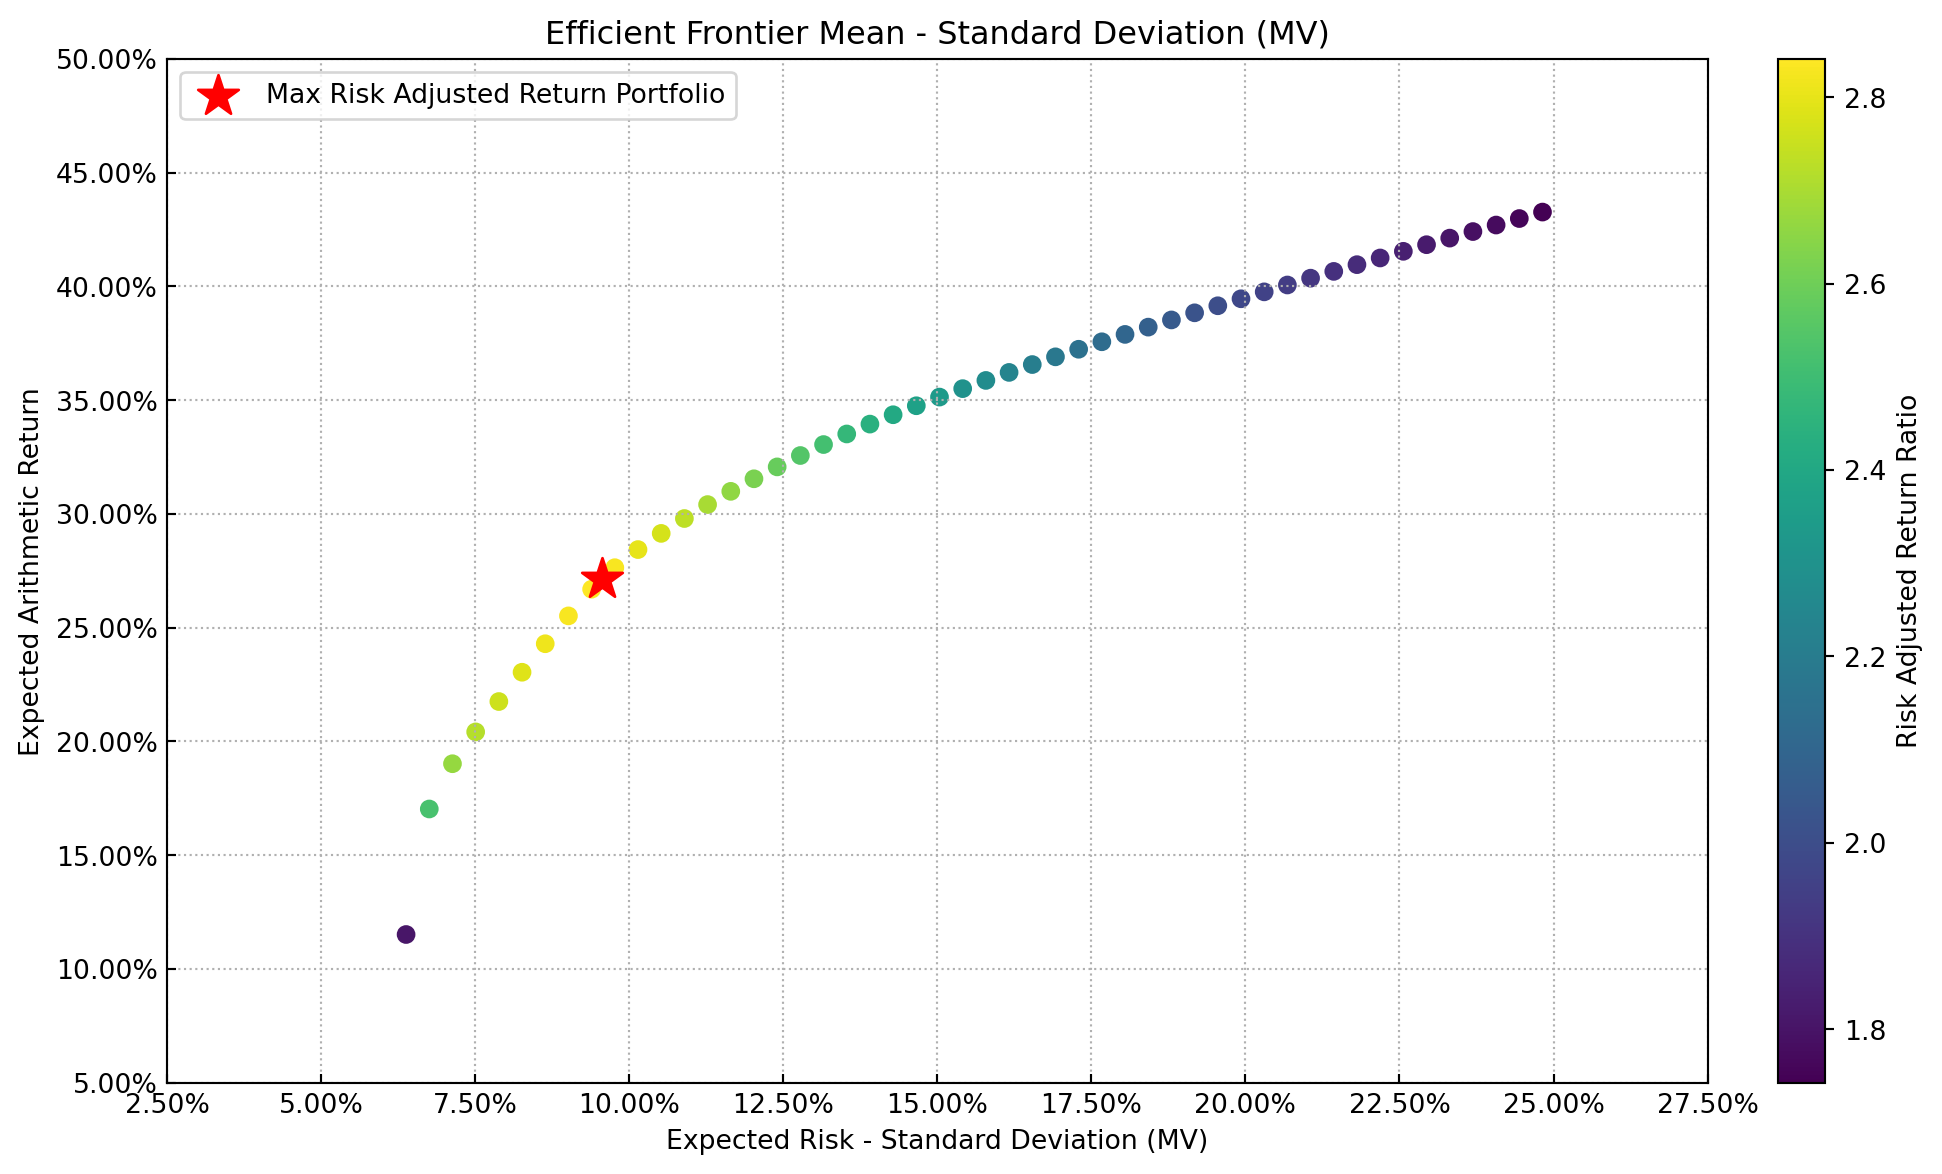 Efficient Frontier Mean - Standard Deviation (MV)
Max Risk Adjusted Return Portfolio
50.00%
45.00%
40.00%
35.00%
30.00%
25.00%
20.00%
15.00%
10.00%
5.00%
Expected Arithmetic Return
2.50% 5.00% 7.50% 10.00% 12.50% 15.00% 17.50% 20.00% 22.50% 25.00% 27.50%
Expected Risk - Standard Deviation (MV)
2.8
2.6
2.4
2.2
2.0
1.8
Risk Adjusted Return Ratio